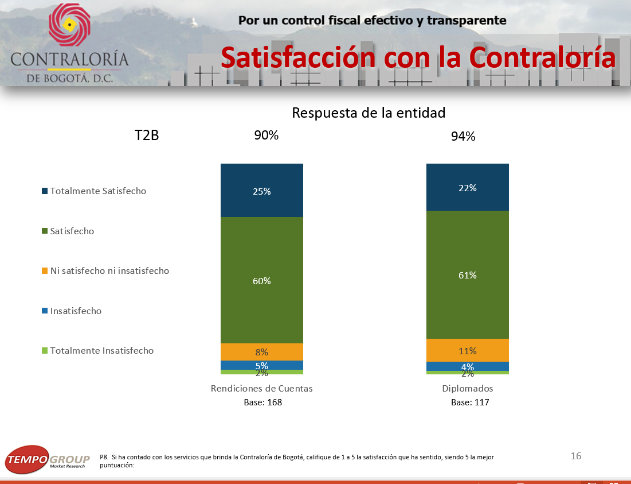 Por un control fiscal efectivo y transparente
CONTRALORÍA
DE BOGOTÁ, D.C.
Satisfacción con la Contraloría
Respuesta de la entidad
T2B 90% 94%
Totalmente Satisfecho
Satisfecho
Ni satisfecho ni insatisfecho
Insatisfecho
Totalmente Insatisfecho
25% 22%
60% 61%
8% 11%
5% 4%
2% 2%
Rendiciones de Cuentas Diplomados
Base: 168 Base: 117
TEMPO GROUP
Market Research
P8 Si ha contado con los servicios que brinda la Contraloría de Bogotá, califique de 1 a 5 la satisfacción que ha sentido, siendo 5 la mejor
puntuación:
16